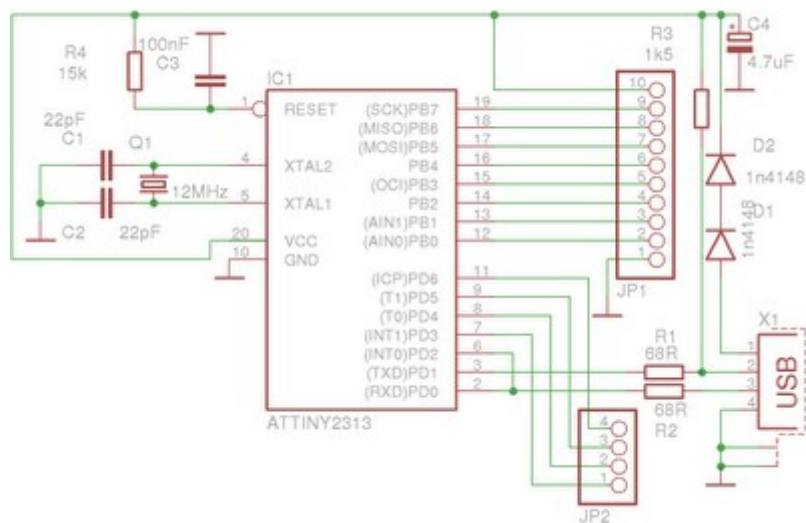 R4
15k
100nF
C3
IC1
1
RESET
22pF
C1
Q1
4
XTAL2
12MHz
5
XTAL1
C2
22pF
20
VCC
10
GND
(SCK)PB7
19
(MISO)PB6
18
(MOSI)PB5
17
PB4
16
(OCI)PB3
15
PB2
14
(AIN1)PB1
13
(AIN0)PB0
12
(ICP)PD6
11
(T1)PD5
9
(T0)PD4
8
(INT1)PD3
7
(INT0)PD2
6
(TXD)PD1
3
(RXD)PD0
2
ATTINY2313
R3
1k5
C4
4.7uF
10
9
8
7
6
5
4
3
2
1
JP1
D2
1n4148
D1
1n4148
R1
68R
68R
R2
X1
1
2
3
4
USB
4
3
2
1
JP2